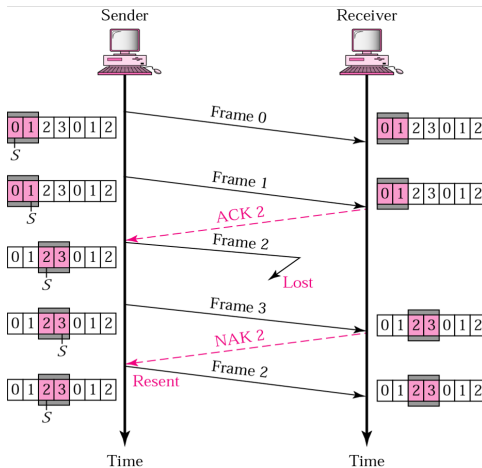 Sender Receiver
Frame 0
0 1 2 3 0 1 2
S
0 1 2 3 0 1 2
Frame 1
0 1 2 3 0 1 2
S
0 1 2 3 0 1 2
ACK 2
Frame 2
0 1 2 3 0 1 2
S
Lost
Frame 3
0 1 2 3 0 1 2
S
0 1 2 3 0 1 2
NAK 2
Frame 2
Resent
0 1 2 3 0 1 2
S
0 1 2 3 0 1 2
Time Time